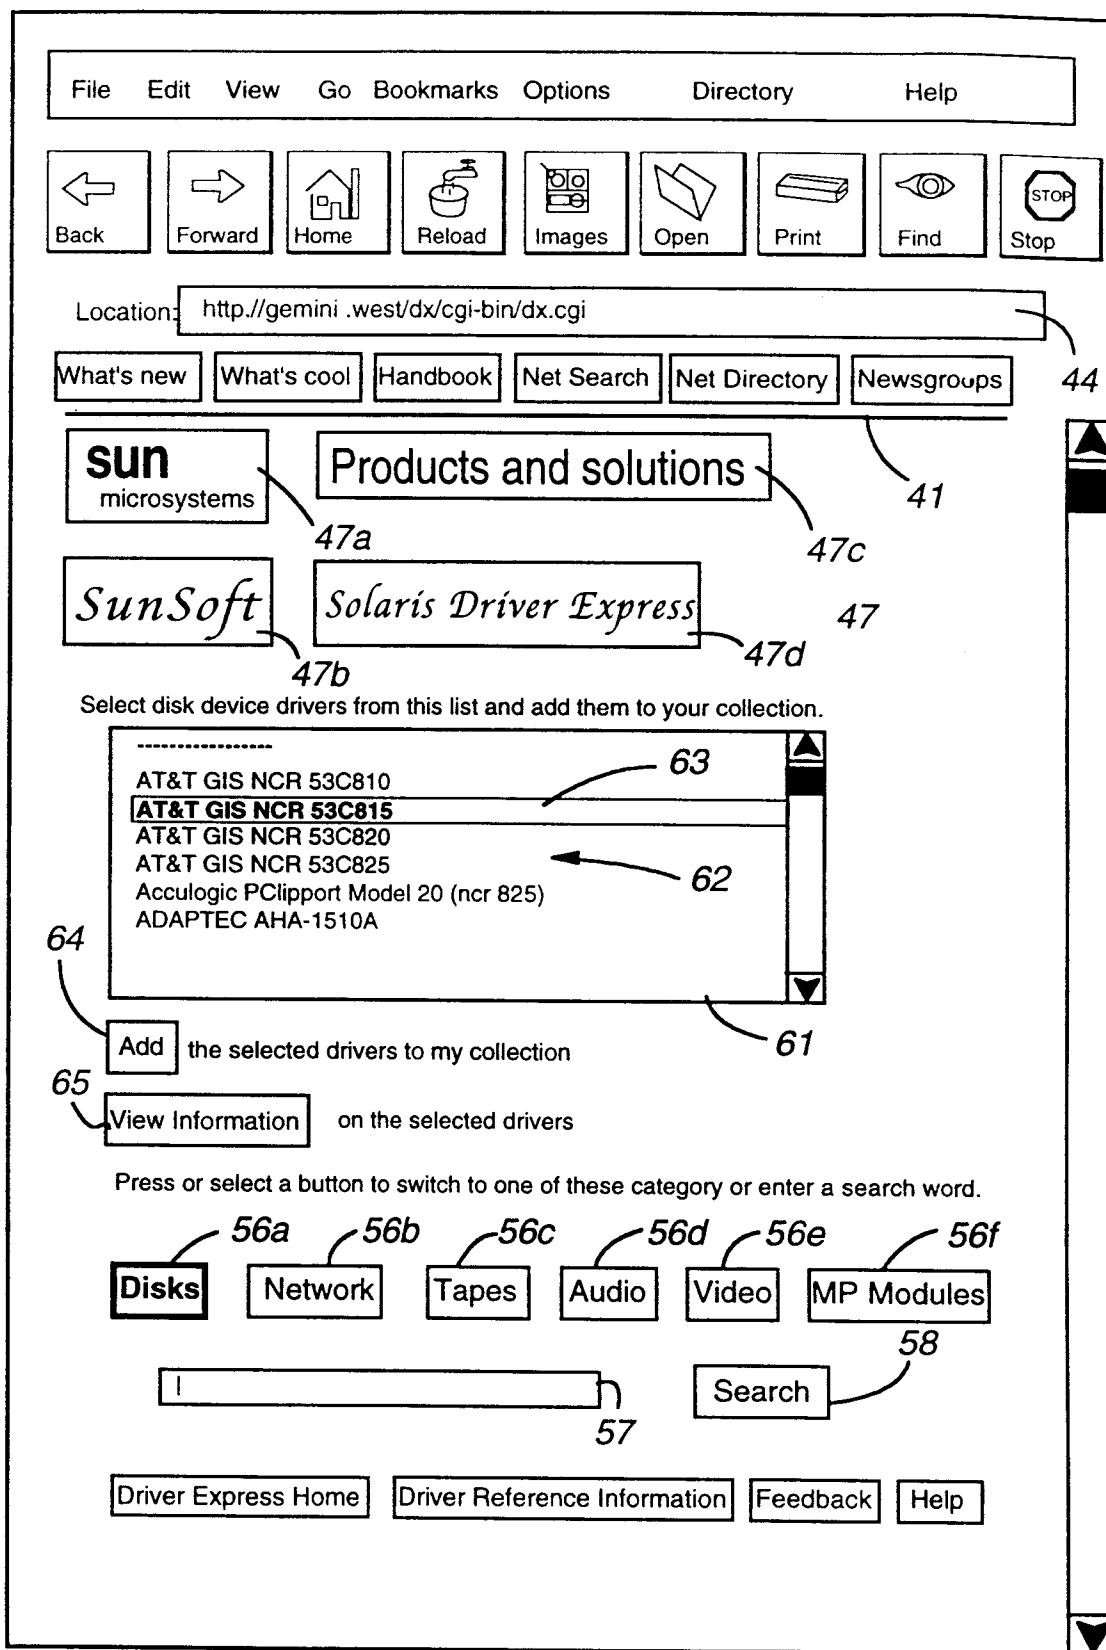 File Edit View Go Bookmarks Options Directory Help
STOP
Back Forward Home Reload Images Open Print Find Stop
Location: http.//gemini .west/dx/cgi-bin/dx.cgi
What's new What's cool Handbook Net Search Net Directory Newsgroups 44
sun
microsystems
Products and solutions
41
47a
47c
SunSoft
Solaris Driver Express
47
47b
47d
Select disk device drivers from this list and add them to your collection.
------------------
63
AT&T GIS NCR 53C810
AT&T GIS NCR 53C815
AT&T GIS NCR 53C820
AT&T GIS NCR 53C825
62
Acculogic PClipport Model 20 (ncr 825)
ADAPTEC AHA-1510A
64
61
Add the selected drivers to my collection
65
View Information on the selected drivers
Press or select a button to switch to one of these category or enter a search word.
56a 56b 56c 56d 56e 56f
Disks Network Tapes Audio Video MP Modules
58
Search
57
Driver Express Home Driver Reference Information Feedback Help